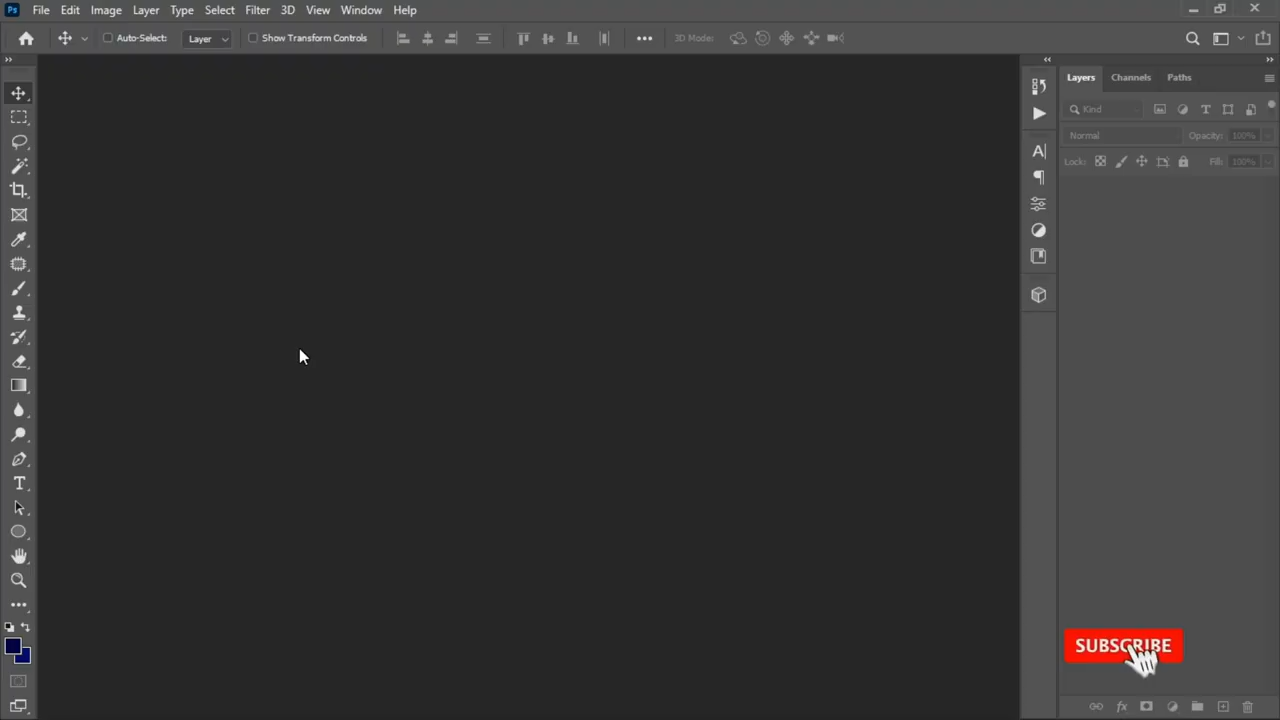 Ps File Edit Image Layer Type Select Filter 3D View Window Help
Auto-Select: Layer Show Transform Controls 3D Mode:
Layers Channels Paths
Kind
Normal Opacity: 100%
Lock: Fill: 100%
SUBSCRIBE